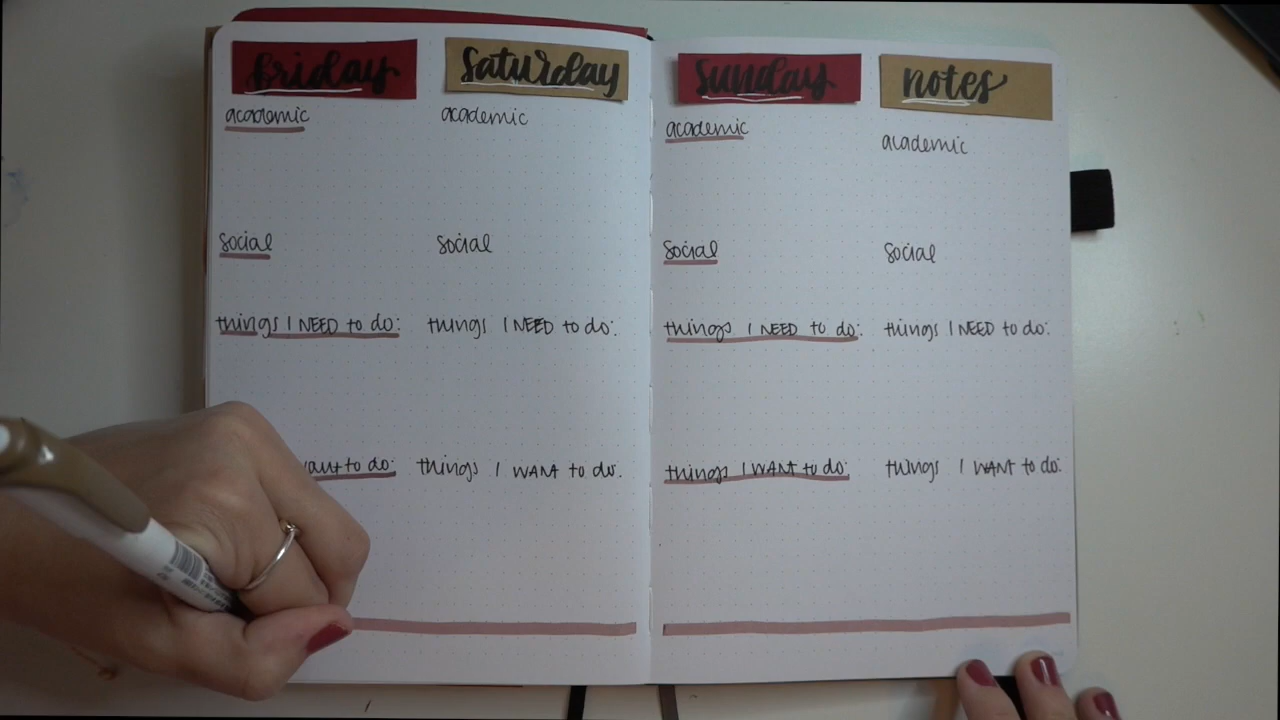 friday
saturday
sunday
notes
academic
academic
academic
academic
social
social
social
social
things I NEED to do:
things I NEED to do:
things I NEED to do:
things I NEED to do:
to do:
things I WANT to do:
things I WANT to do:
things I WANT to do: